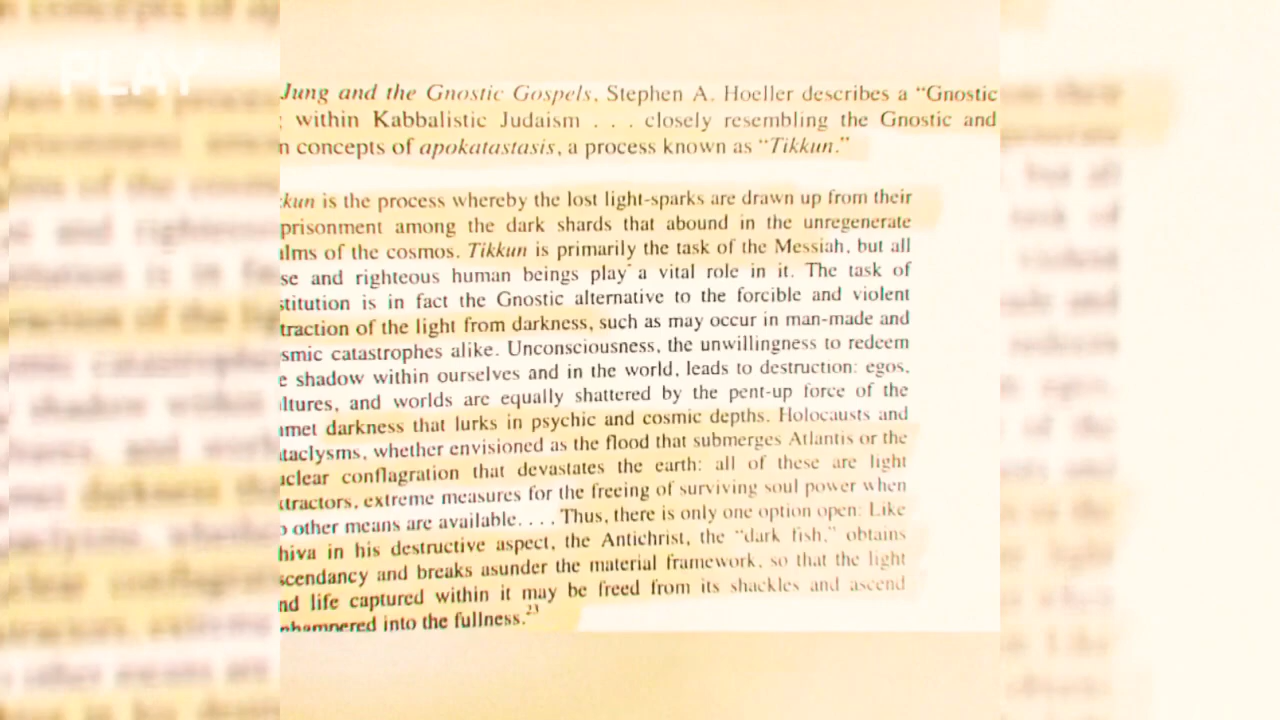 PLAY
Jung and the Gnostic Gospels, Stephen A. Hoeller describes a “Gnostic
within Kabbalistic Judaism . . . closely resembling the Gnostic and
n concepts of apokatastasis, a process known as “Tikkun.”
kkun is the process whereby the lost light-sparks are drawn up from their
prisonment among the dark shards that abound in the unregenerate
alms of the cosmos. Tikkun is primarily the task of the Messiah, but all
se and righteous human beings play a vital role in it. The task of
stitution is in fact the Gnostic alternative to the forcible and violent
traction of the light from darkness, such as may occur in man-made and
smic catastrophes alike. Unconsciousness, the unwillingness to redeem
e shadow within ourselves and in the world, leads to destruction: egos,
ltures, and worlds are equally shattered by the pent-up force of the
nmet darkness that lurks in psychic and cosmic depths. Holocausts and
taclysms, whether envisioned as the flood that submerges Atlantis or the
uclear conflagration that devastates the earth: all of these are light
xtractors, extreme measures for the freeing of surviving soul power when
o other means are available. . . . Thus, there is only one option open: Like
hiva in his destructive aspect, the Antichrist, the “dark fish,” obtains
scendancy and breaks asunder the material framework, so that the light
nd life captured within it may be freed from its shackles and ascend
nhampered into the fullness.23